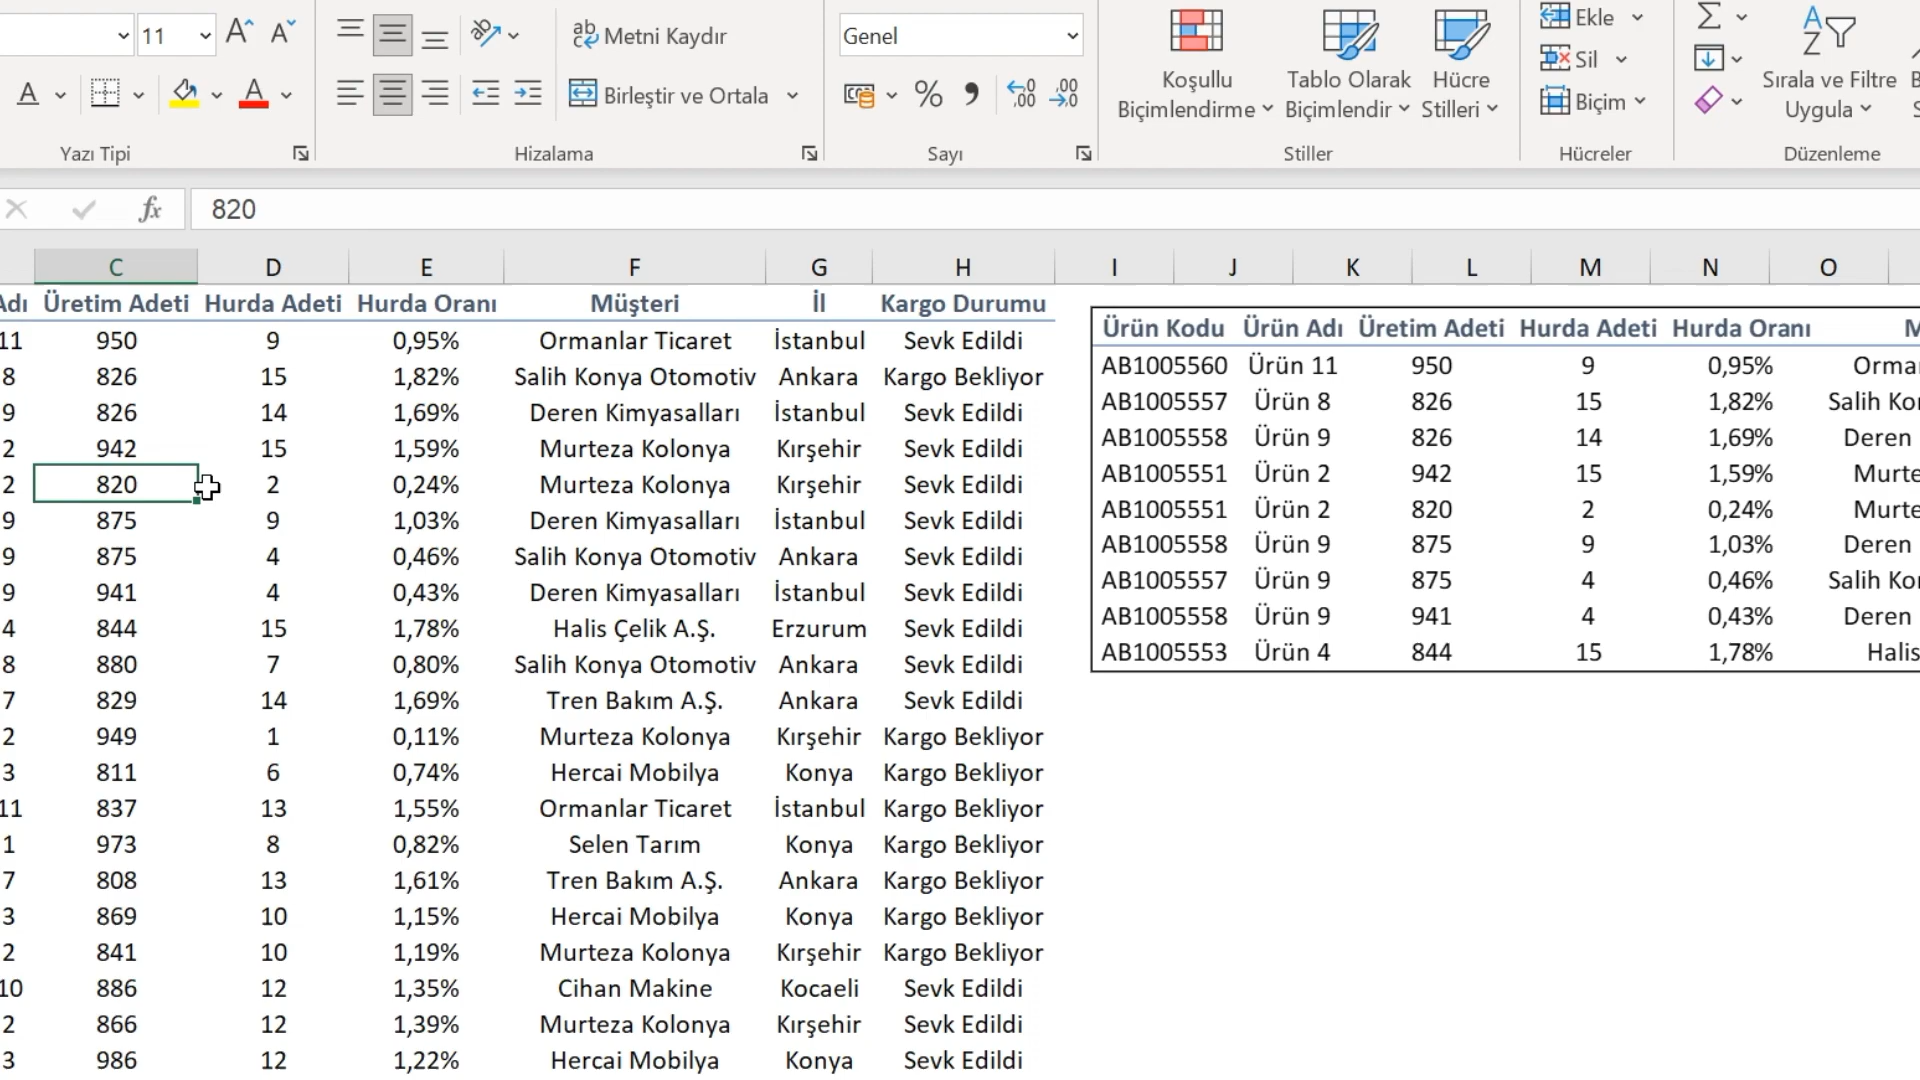 11 A A ab Metni Kaydır Genel Koşullu Biçimlendirme Tablo Olarak Biçimlendir Hücre Stilleri Ekle Σ Sırala ve Filtre Uygula
A A Birleştir ve Ortala % Sil
Biçim
Yazı Tipi Hizalama Sayı Stiller Hücreler Düzenleme
fx 820
C D E F G H I J K L M N O
Adı Üretim Adeti Hurda Adeti Hurda Oranı Müşteri İl Kargo Durumu
11 950 9 0,95% Ormanlar Ticaret İstanbul Sevk Edildi
8 826 15 1,82% Salih Konya Otomotiv Ankara Kargo Bekliyor
9 826 14 1,69% Deren Kimyasalları İstanbul Sevk Edildi
2 942 15 1,59% Murteza Kolonya Kırşehir Sevk Edildi
2 820 2 0,24% Murteza Kolonya Kırşehir Sevk Edildi
9 875 9 1,03% Deren Kimyasalları İstanbul Sevk Edildi
9 875 4 0,46% Salih Konya Otomotiv Ankara Sevk Edildi
9 941 4 0,43% Deren Kimyasalları İstanbul Sevk Edildi
4 844 15 1,78% Halis Çelik A.Ş. Erzurum Sevk Edildi
8 880 7 0,80% Salih Konya Otomotiv Ankara Sevk Edildi
7 829 14 1,69% Tren Bakım A.Ş. Ankara Sevk Edildi
2 949 1 0,11% Murteza Kolonya Kırşehir Kargo Bekliyor
3 811 6 0,74% Hercai Mobilya Konya Kargo Bekliyor
11 837 13 1,55% Ormanlar Ticaret İstanbul Kargo Bekliyor
1 973 8 0,82% Selen Tarım Konya Kargo Bekliyor
7 808 13 1,61% Tren Bakım A.Ş. Ankara Kargo Bekliyor
3 869 10 1,15% Hercai Mobilya Konya Kargo Bekliyor
2 841 10 1,19% Murteza Kolonya Kırşehir Kargo Bekliyor
10 886 12 1,35% Cihan Makine Kocaeli Sevk Edildi
2 866 12 1,39% Murteza Kolonya Kırşehir Sevk Edildi
3 986 12 1,22% Hercai Mobilya Konya Sevk Edildi
Ürün Kodu Ürün Adı Üretim Adeti Hurda Adeti Hurda Oranı M
AB1005560 Ürün 11 950 9 0,95% Orma
AB1005557 Ürün 8 826 15 1,82% Salih Ko
AB1005558 Ürün 9 826 14 1,69% Deren
AB1005551 Ürün 2 942 15 1,59% Murte
AB1005551 Ürün 2 820 2 0,24% Murte
AB1005558 Ürün 9 875 9 1,03% Deren
AB1005557 Ürün 9 875 4 0,46% Salih Ko
AB1005558 Ürün 9 941 4 0,43% Deren
AB1005553 Ürün 4 844 15 1,78% Halis